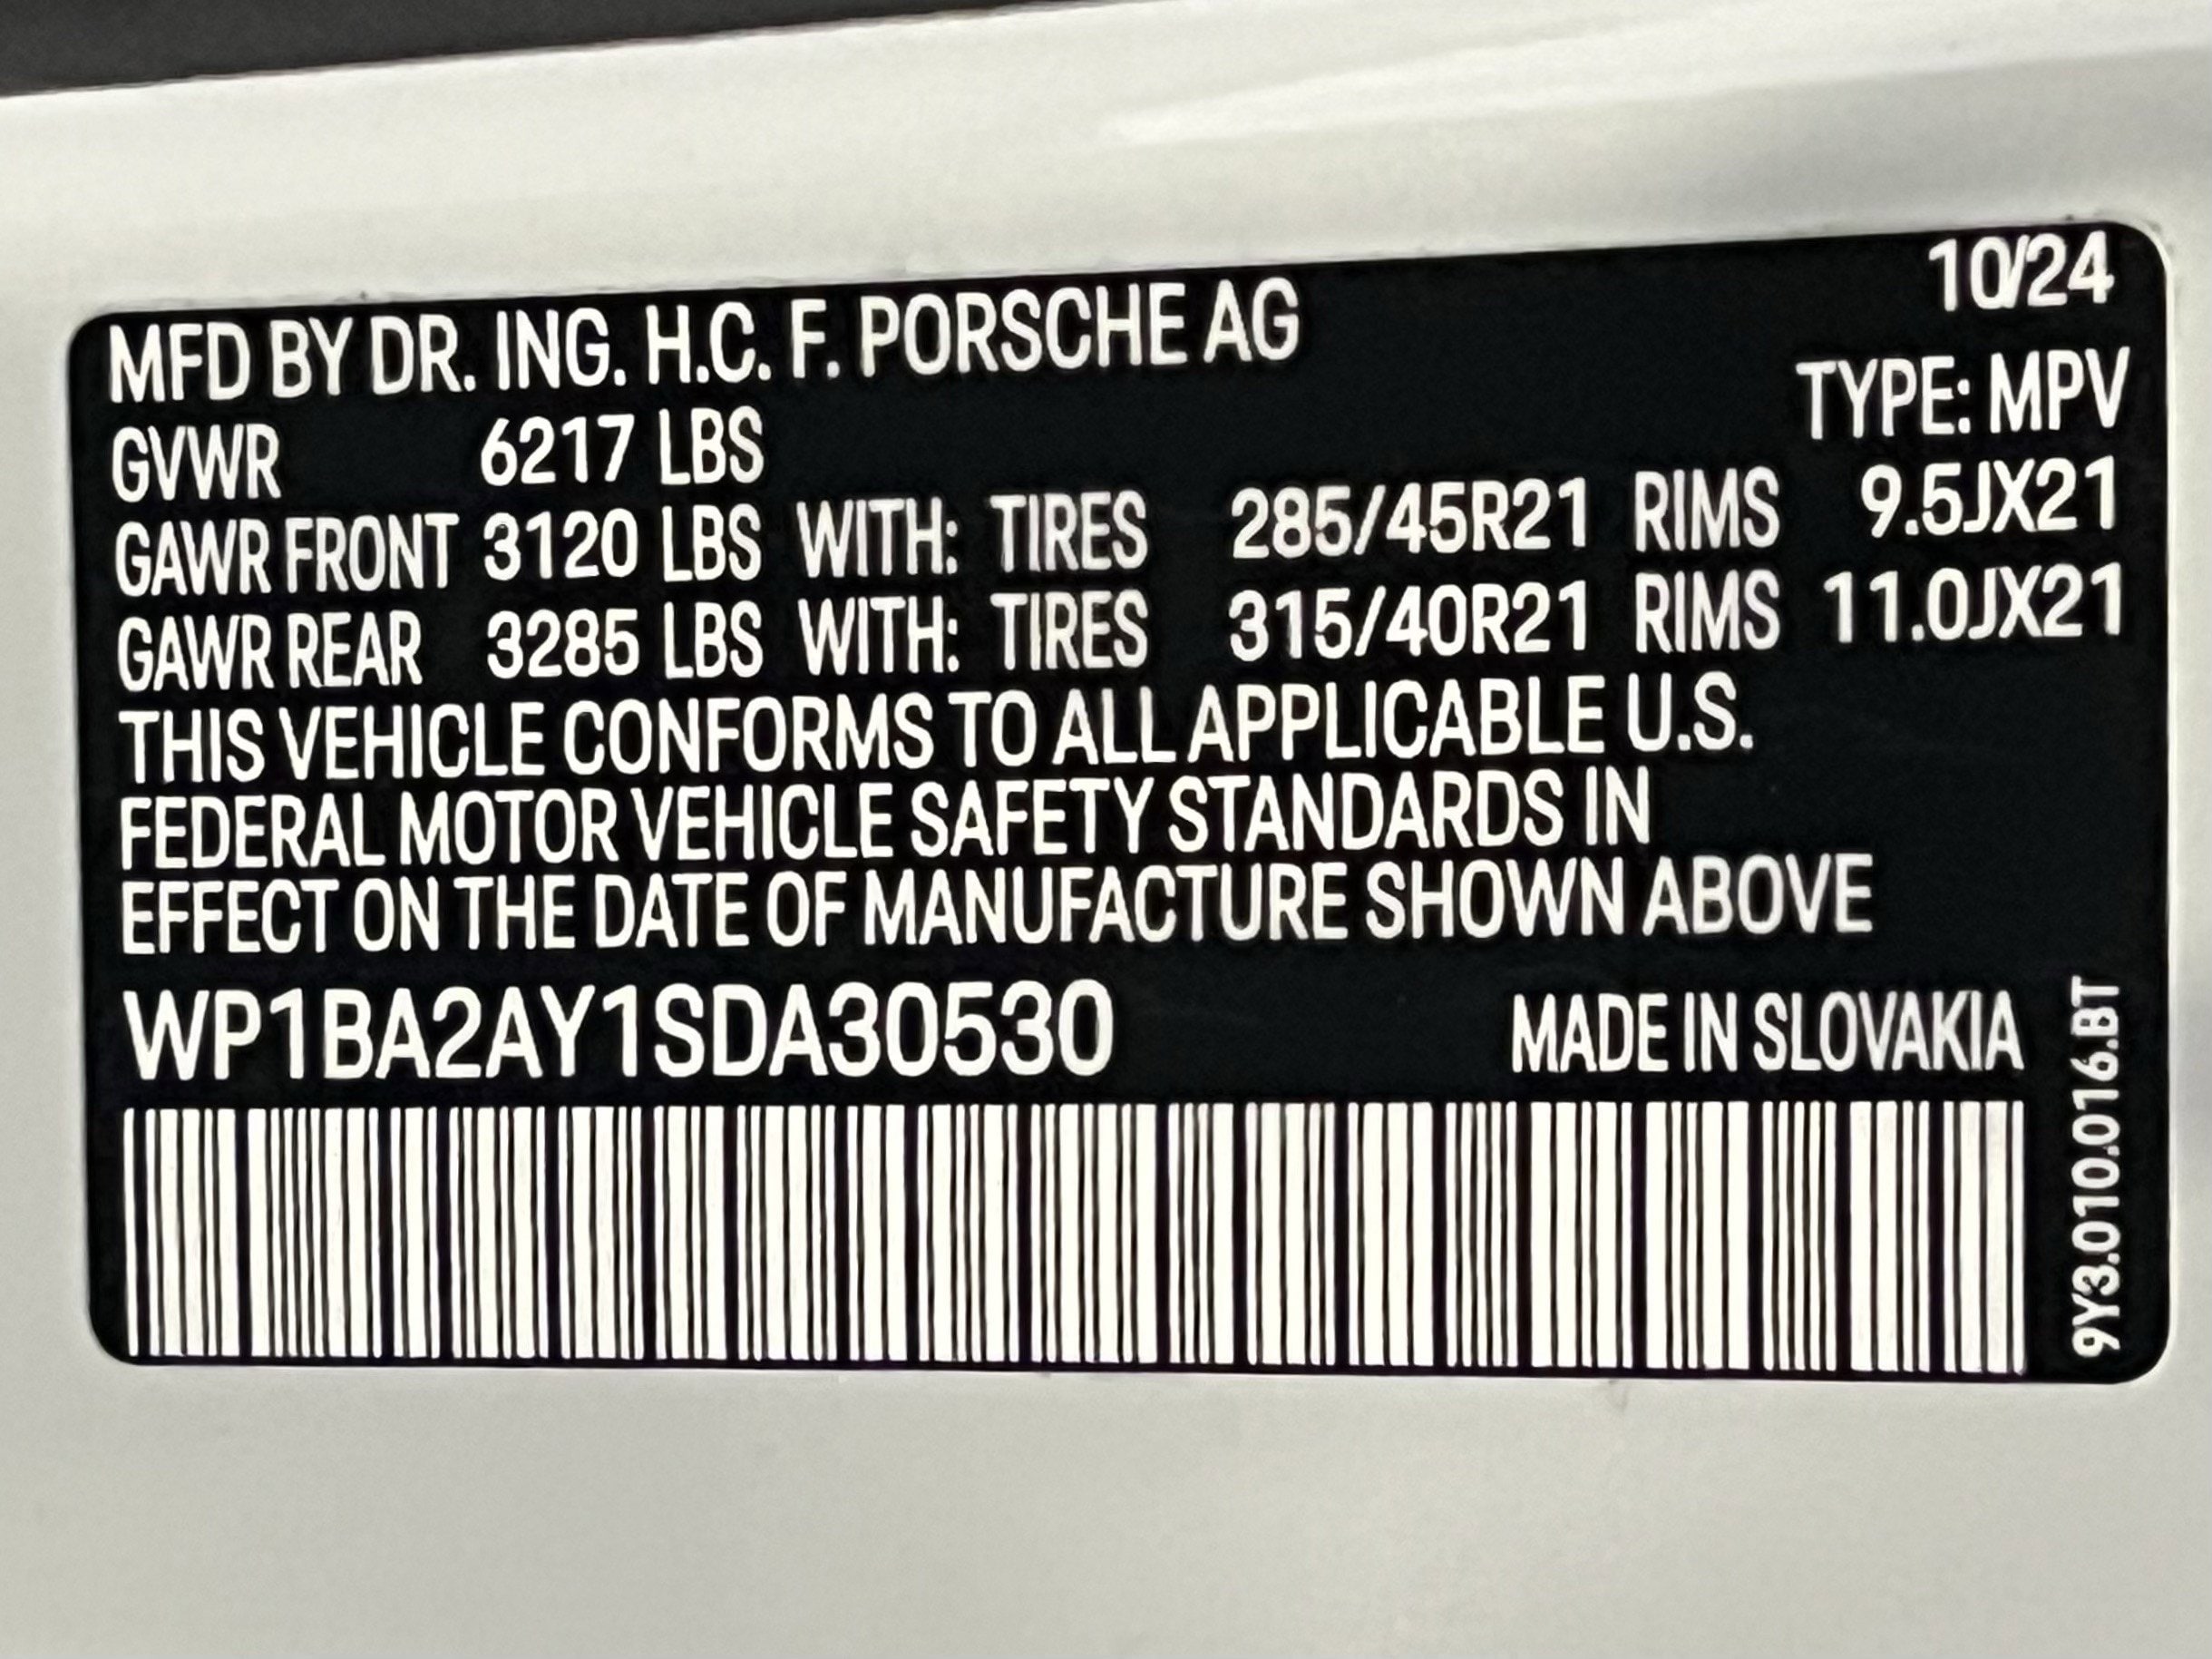 10/24
MFD BY DR. ING. H.C. F. PORSCHE AG
TYPE: MPV
GVWR 6217 LBS
GAWR FRONT 3120 LBS WITH: TIRES 285/45R21 RIMS 9.5JX21
GAWR REAR 3285 LBS WITH: TIRES 315/40R21 RIMS 11.0JX21
THIS VEHICLE CONFORMS TO ALL APPLICABLE U.S.
FEDERAL MOTOR VEHICLE SAFETY STANDARDS IN
EFFECT ON THE DATE OF MANUFACTURE SHOWN ABOVE
WP1BA2AY1SDA30530 MADE IN SLOVAKIA
9Y3.010.016.BT